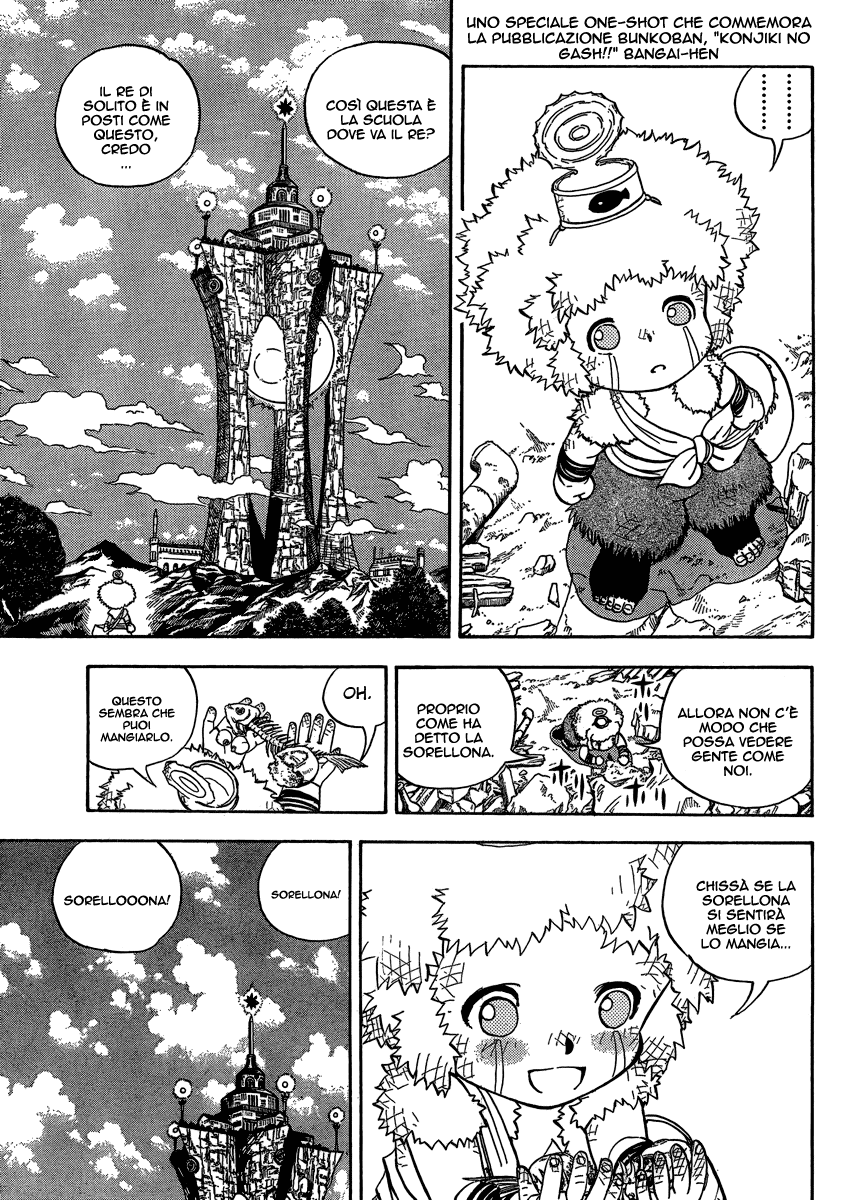 UNO SPECIALE ONE-SHOT CHE COMMEMORA
LA PUBBLICAZIONE BUNKOBAN, "KONJIKI NO
GASH!!" BANGAI-HEN
......
......
COSÌ QUESTA È
LA SCUOLA
DOVE VA IL RE?
IL RE DI
SOLITO È IN
POSTI COME
QUESTO,
CREDO
...
ALLORA NON C'È
MODO CHE
POSSA VEDERE
GENTE COME
NOI.
PROPRIO
COME HA
DETTO LA
SORELLONA.
OH.
QUESTO
SEMBRA CHE
PUOI
MANGIARLO.
CHISSÀ SE LA
SORELLONA
SI SENTIRÀ
MEGLIO SE
LO MANGIA...
SORELLONA!
SORELLOOONA!